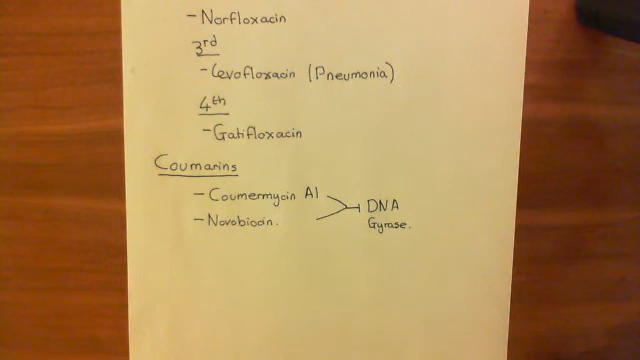 - Norfloxacin
3rd
- Levofloxacin (Pneumonia)
4th
- Gatifloxacin
Coumarins
- Coumermycin A1
- Novobiocin.
DNA
Gyrase.